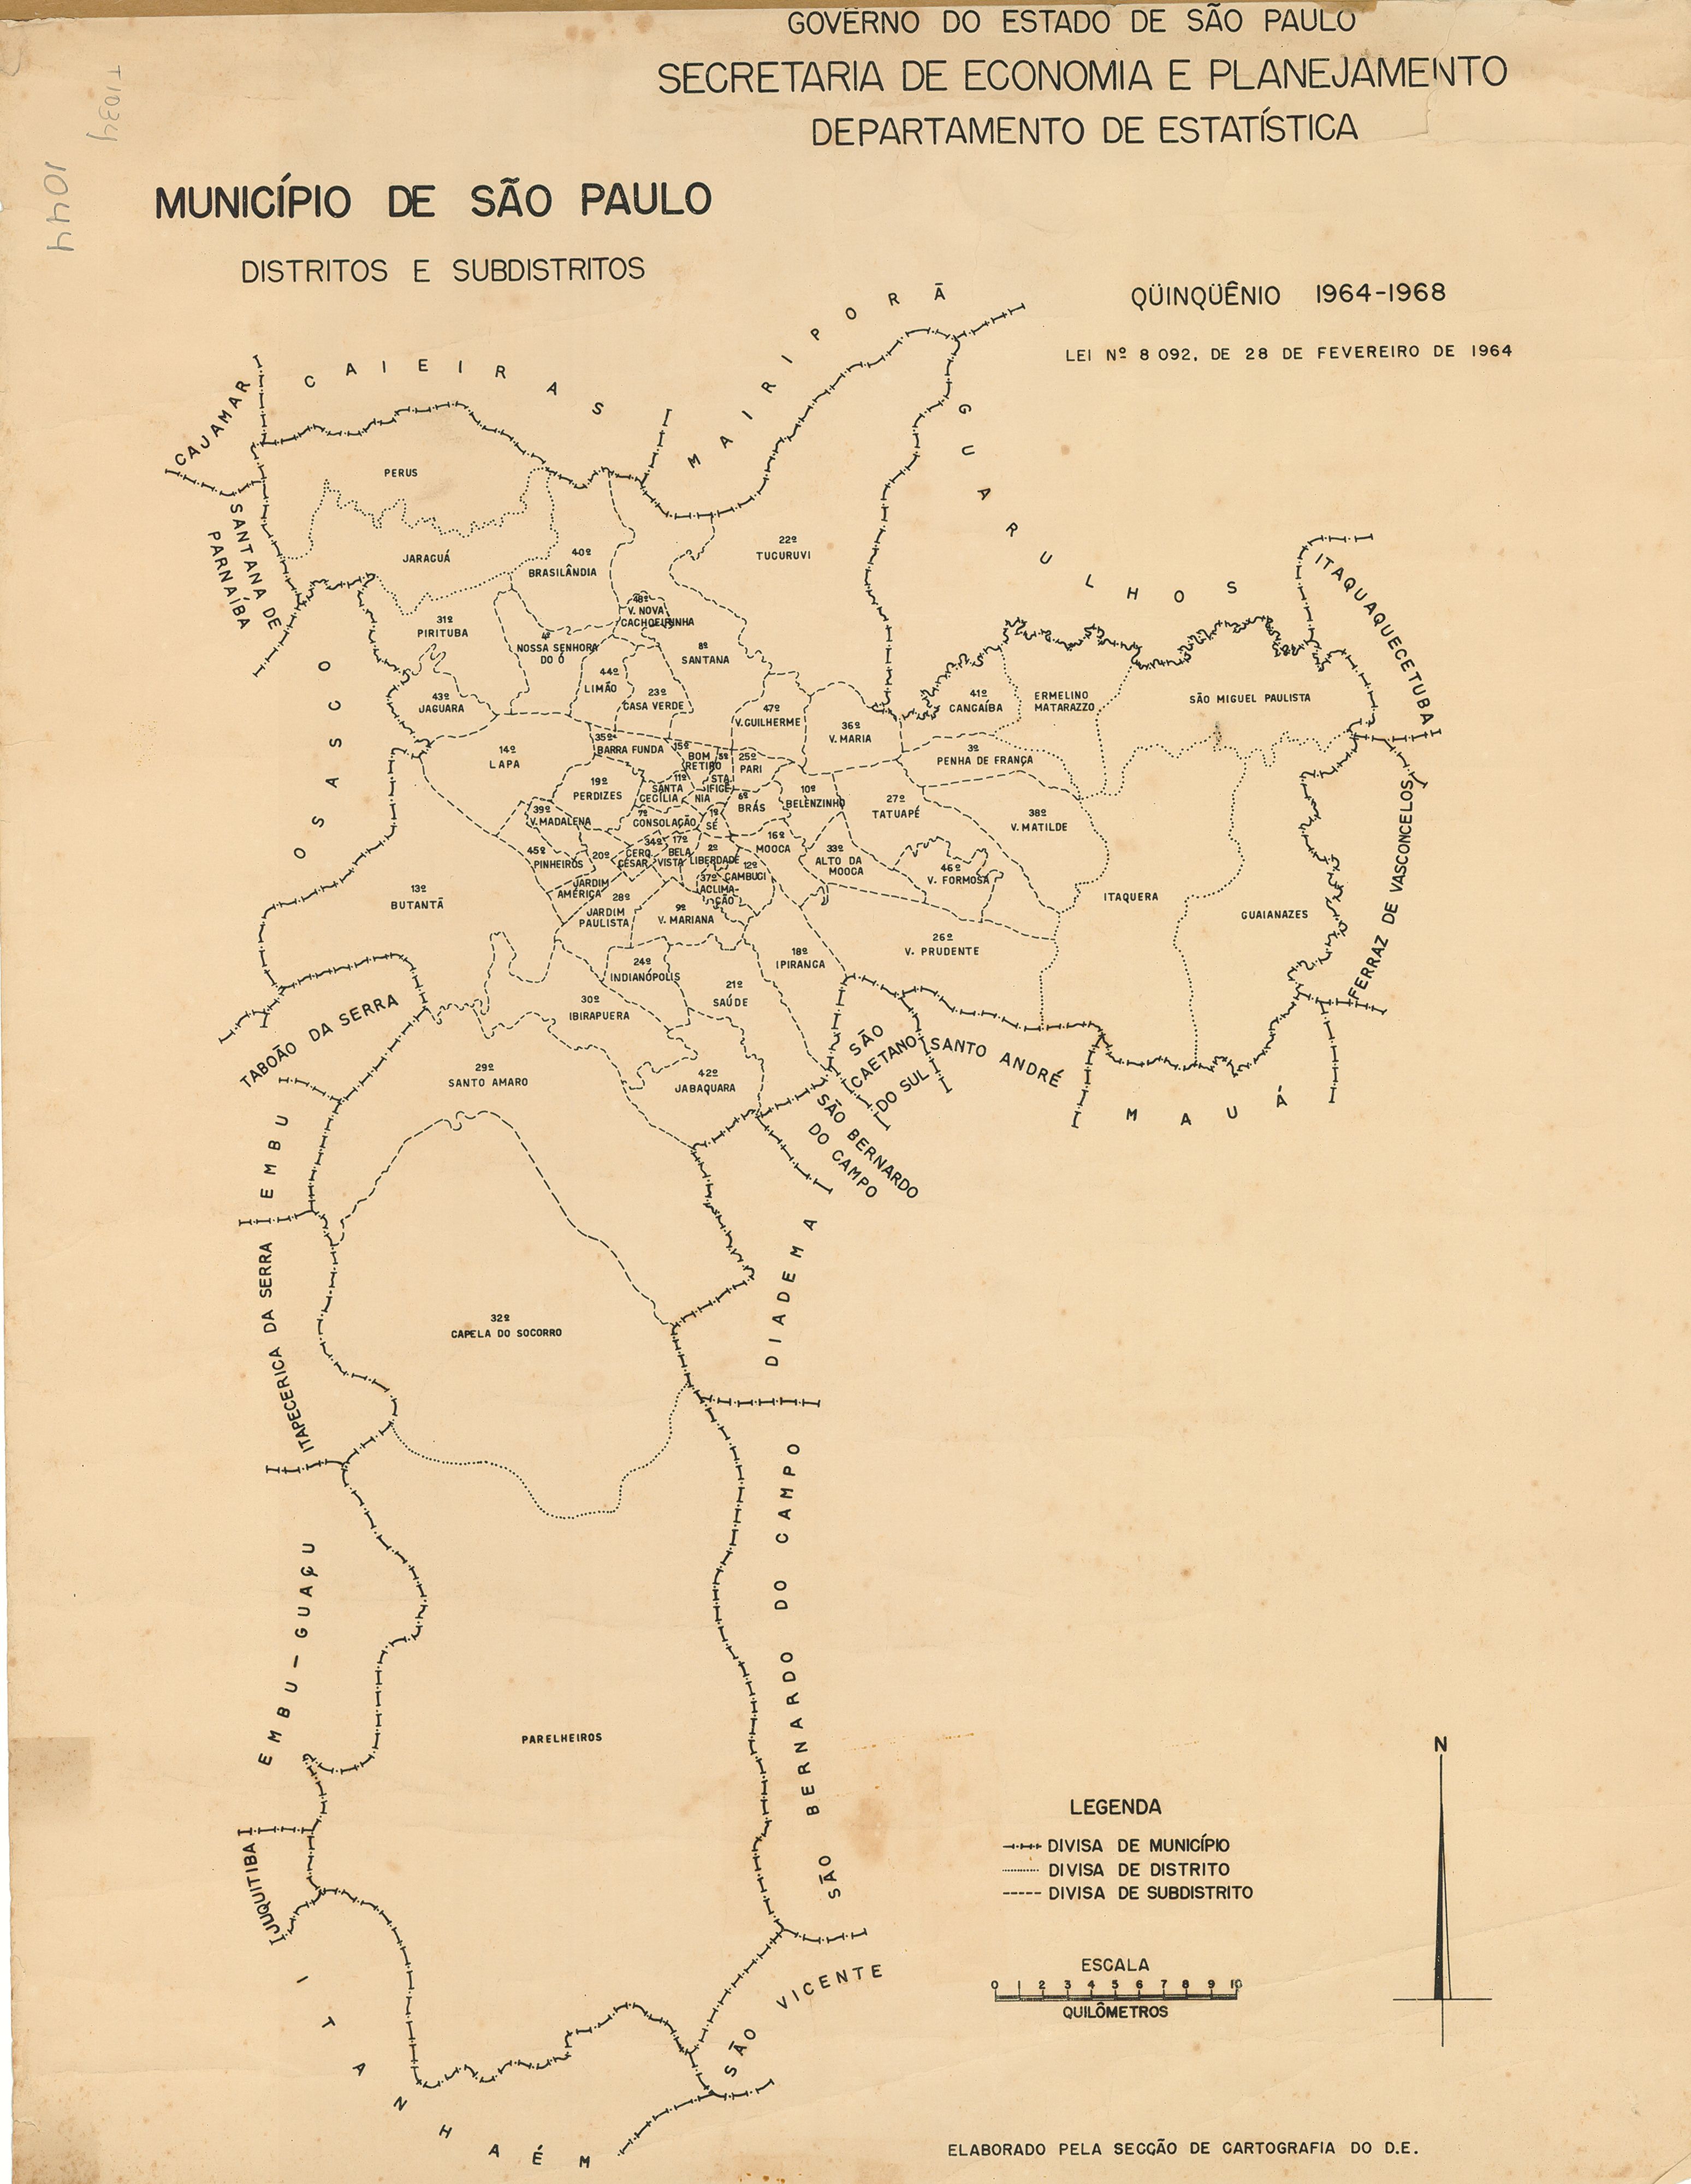 GOVÊRNO DO ESTADO DE SÃO PAULO
SECRETARIA DE ECONOMIA E PLANEJAMENTO
DEPARTAMENTO DE ESTATÍSTICA
T1034
1044
MUNICÍPIO DE SÃO PAULO
DISTRITOS E SUBDISTRITOS
QÜINQÜÊNIO 1964-1968
LEI Nº 8 092, DE 28 DE FEVEREIRO DE 1964
CAIEIRAS
MAIRIPORÃ
CAJAMAR
GUARULHOS
SANTANA DE
PARNAÍBA
ITAQUAQUECETUBA
OSASCO
PERUS
JARAGUÁ
40º
BRASILÂNDIA
22º
TUCURUVI
31º
PIRITUBA
48º
V. NOVA
CACHOEIRINHA
4º
NOSSA SENHORA
DO Ó
8º
SANTANA
44º
LIMÃO
23º
CASA VERDE
43º
JAGUARA
47º
V. GUILHERME
36º
V. MARIA
41º
CANGAÍBA
ERMELINO
MATARAZZO
SÃO MIGUEL PAULISTA
14º
LAPA
35º
BARRA FUNDA
15º
BOM
RETIRO
5º
STA.
IFIGÊ
NIA
25º
PARI
3º
PENHA DE FRANÇA
19º
PERDIZES
11º
SANTA
CECÍLIA
6º
BRÁS
10º
BELENZINHO
27º
TATUAPÉ
38º
V. MATILDE
39º
V. MADALENA
7º
CONSOLAÇÃO
1º
SÉ
16º
MOOCA
33º
ALTO DA
MOOCA
46º
V. FORMOSA
45º
PINHEIROS
20º
JARDIM
AMÉRICA
34º
CERQ.
CÉSAR
17º
BELA
VISTA
2º
LIBERDADE
12º
CAMBUCI
37º
ACLIMA-
ÇÃO
28º
JARDIM
PAULISTA
9º
V. MARIANA
13º
BUTANTÃ
ITAQUERA
GUAIANAZES
FERRAZ DE VASCONCELOS
24º
INDIANÓPOLIS
18º
IPIRANGA
26º
V. PRUDENTE
21º
SAÚDE
30º
IBIRAPUERA
TABOÃO DA SERRA
29º
SANTO AMARO
42º
JABAQUARA
SÃO
CAETANO
DO SUL
SANTO ANDRÉ
MAUÁ
SÃO BERNARDO
DO CAMPO
EMBU
DIADEMA
ITAPECERICA DA SERRA
32º
CAPELA DO SOCORRO
EMBU-GUAÇU
SÃO BERNARDO DO CAMPO
PARELHEIROS
JUQUITIBA
ITANHAÉM
SÃO VICENTE
N
LEGENDA
DIVISA DE MUNICÍPIO
DIVISA DE DISTRITO
DIVISA DE SUBDISTRITO
ESCALA
0 1 2 3 4 5 6 7 8 9 10
QUILÔMETROS
ELABORADO PELA SECÇÃO DE CARTOGRAFIA DO D.E.